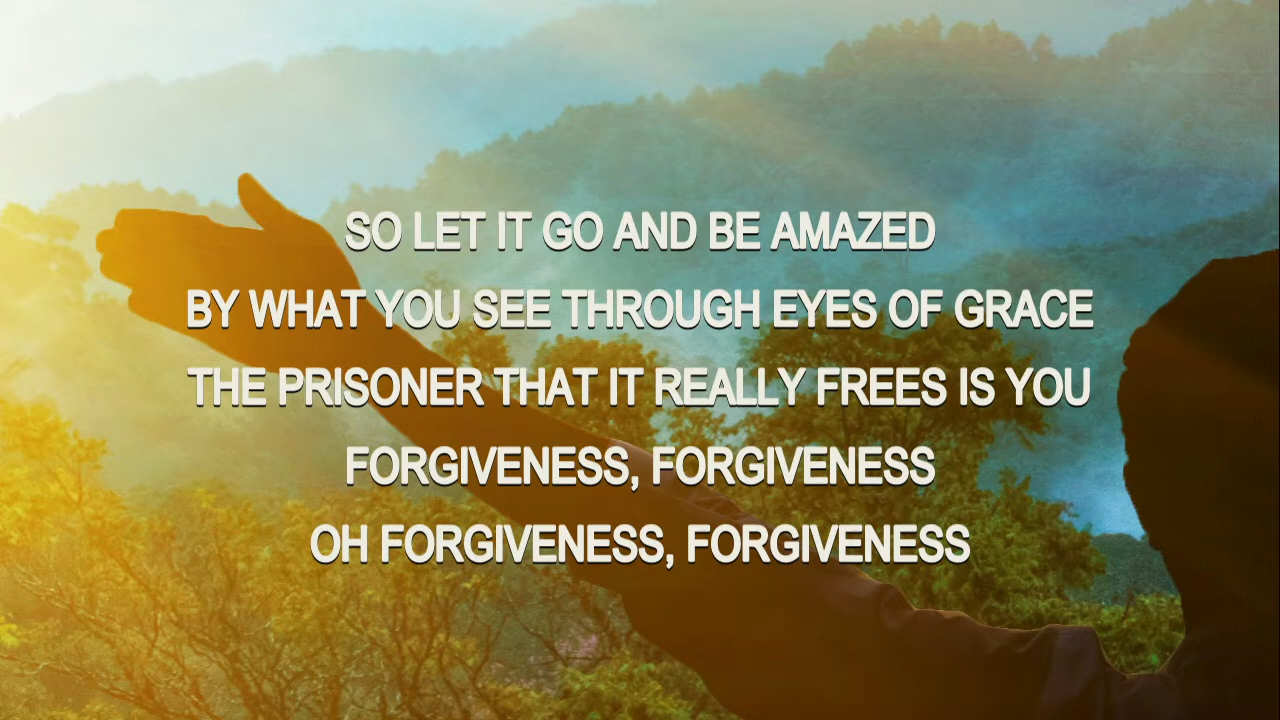 SO LET IT GO AND BE AMAZED
BY WHAT YOU SEE THROUGH EYES OF GRACE
THE PRISONER THAT IT REALLY FREES IS YOU
FORGIVENESS, FORGIVENESS
OH FORGIVENESS, FORGIVENESS